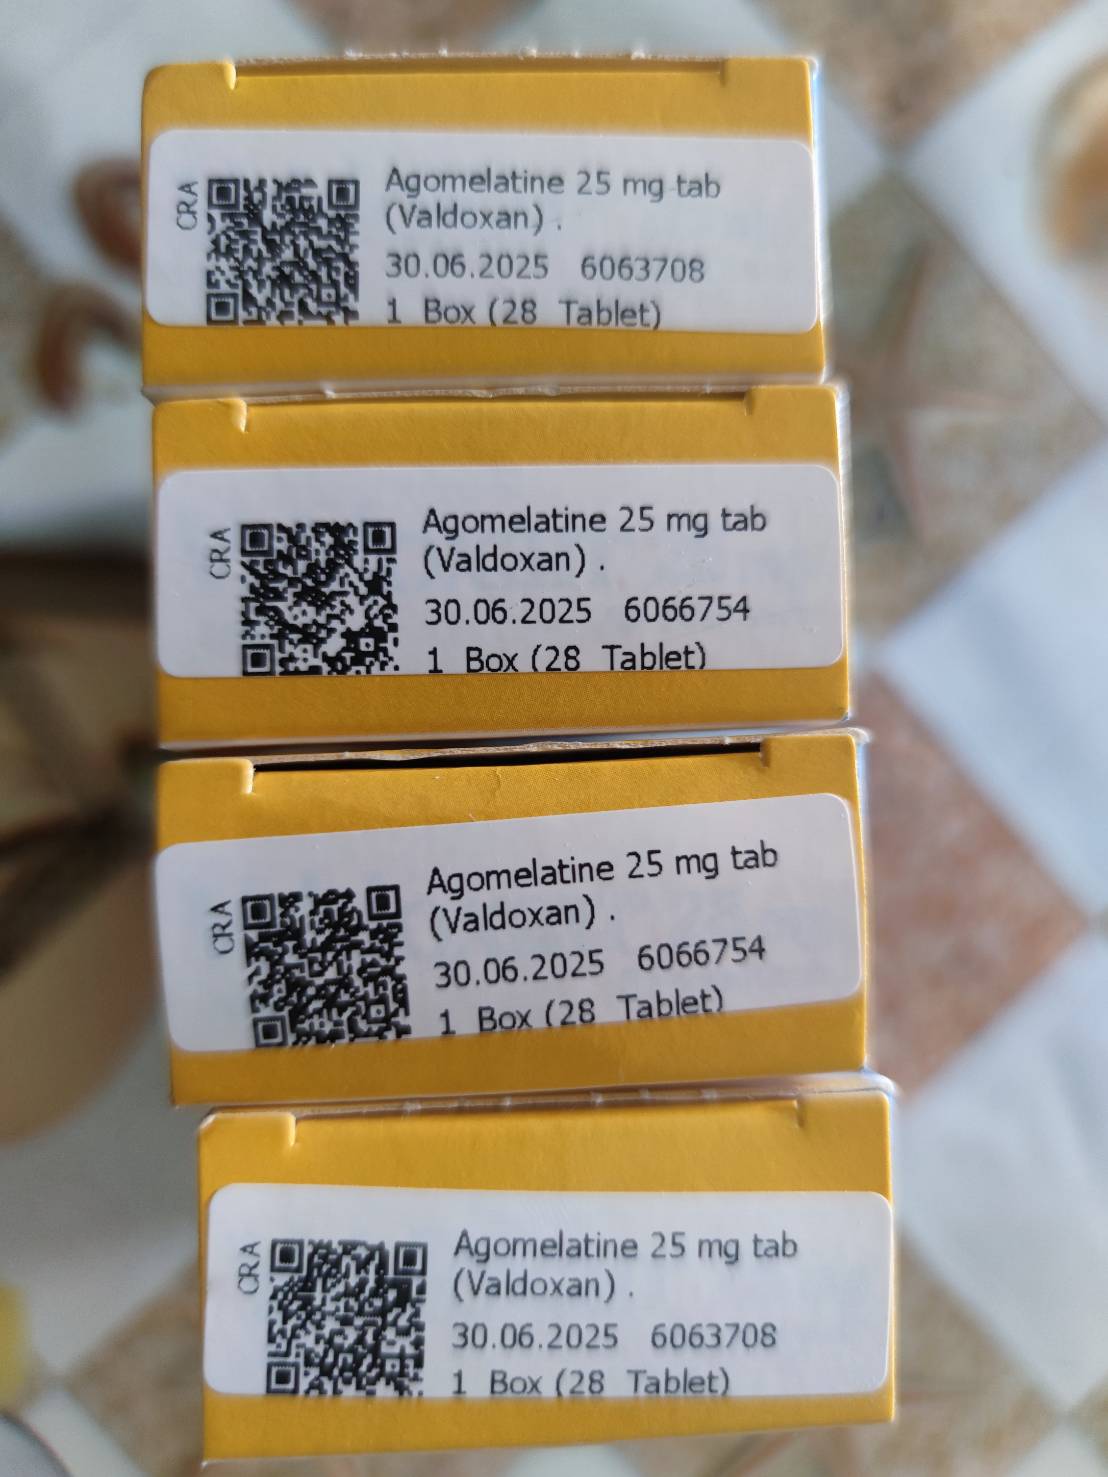 CRA
Agomelatine 25 mg tab
(Valdoxan) .
30.06.2025 6063708
1 Box (28 Tablet)
CRA
Agomelatine 25 mg tab
(Valdoxan) .
30.06.2025 6066754
1 Box (28 Tablet)
CRA
Agomelatine 25 mg tab
(Valdoxan) .
30.06.2025 6066754
1 Box (28 Tablet)
CRA
Agomelatine 25 mg tab
(Valdoxan) .
30.06.2025 6063708
1 Box (28 Tablet)